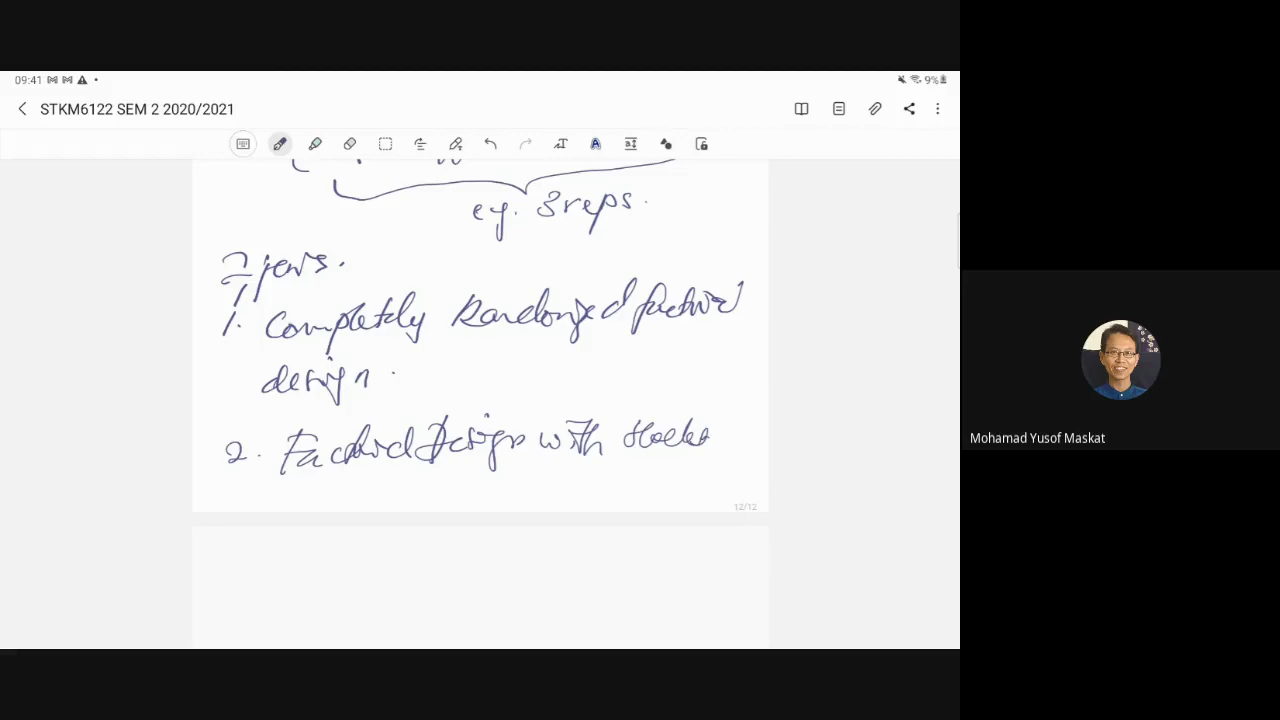 09:41
9%
STKM6122 SEM 2 2020/2021
eg. 3 reps.
Types.
1. Completely Randomized factorial
design.
2. Factorial Design with blocks
12/12
Mohamad Yusof Maskat